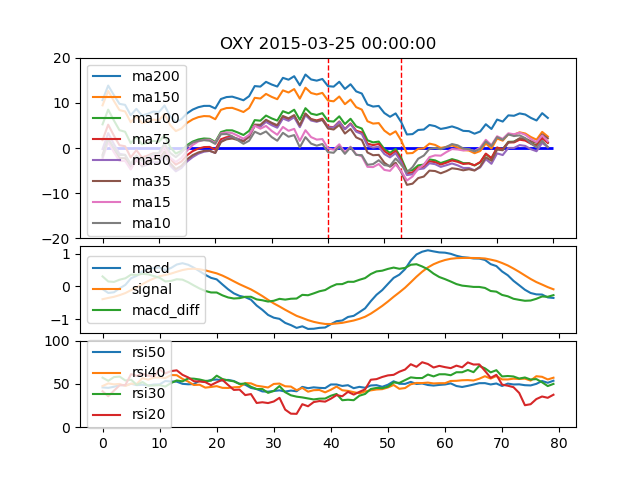 OXY 2015-03-25 00:00:00
20
10
0
−10
−20
ma200
ma150
ma100
ma75
ma50
ma35
ma15
ma10
1
0
−1
macd
signal
macd_diff
100
50
0
rsi50
rsi40
rsi30
rsi20
0 10 20 30 40 50 60 70 80